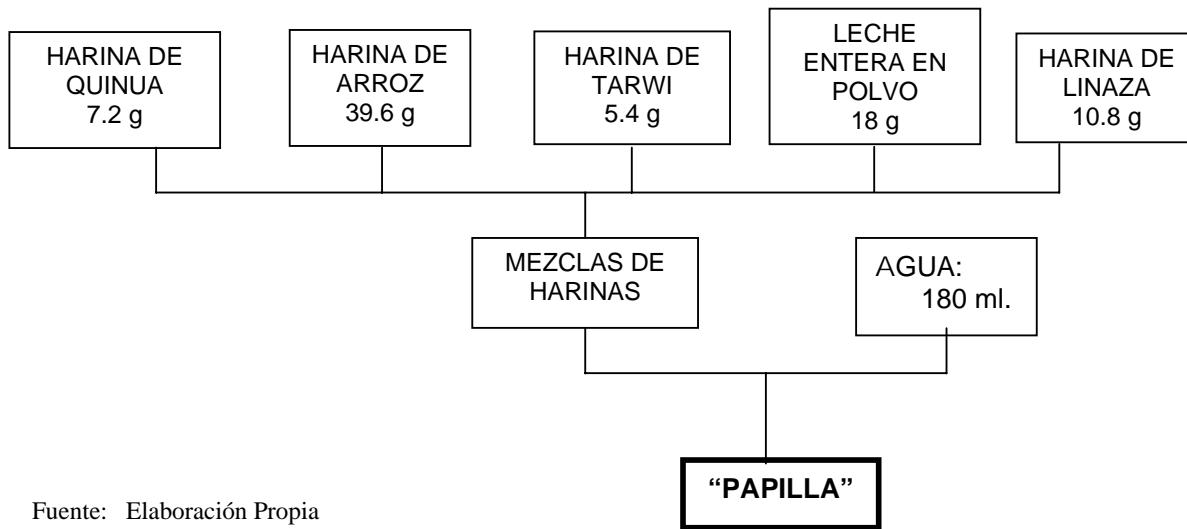 HARINA DE
QUINUA
7.2 g
HARINA DE
ARROZ
39.6 g
HARINA DE
TARWI
5.4 g
LECHE
ENTERA EN
POLVO
18 g
HARINA DE
LINAZA
10.8 g
MEZCLAS DE
HARINAS
AGUA:
180 ml.
“PAPILLA”
Fuente: Elaboración Propia